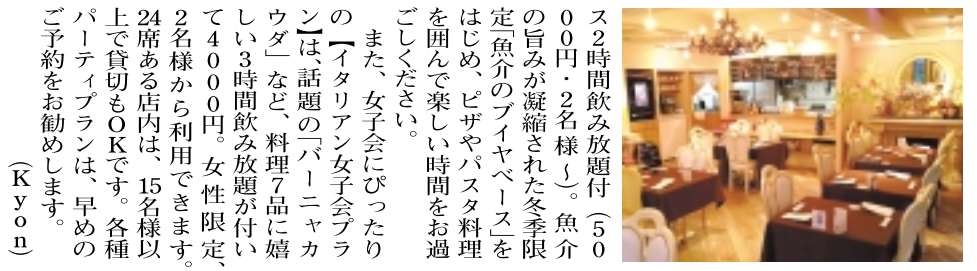 ス2時間飲み放題付（50
00円・2名様～）。魚介
の旨みが凝縮された冬季限
定「魚介のブイヤベース」を
はじめ、ピザやパスタ料理
を囲んで楽しい時間をお過
ごしください。
また、女子会にぴったり
の【イタリアン女子会プラ
ン】は、話題の「バーニャカ
ウダ」など、料理7品に嬉
しい3時間飲み放題が付い
て4000円。女性限定、
2名様から利用できます。
24席ある店内は、15名様以
上で貸切もOKです。各種
パーティプランは、早めの
ご予約をお勧めします。
（Kyon）